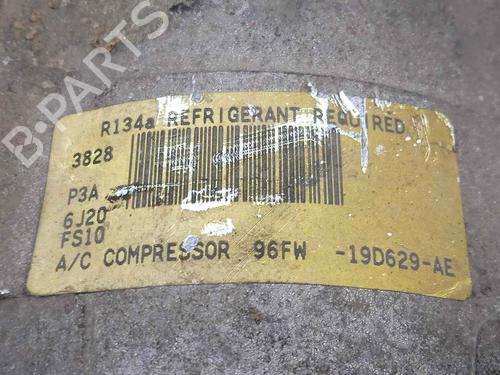 B-PARTS
R134a REFRIGERANT REQUIRED
3828
P3A
6J20
FS10
A/C COMPRESSOR 96FW -19D629-AE